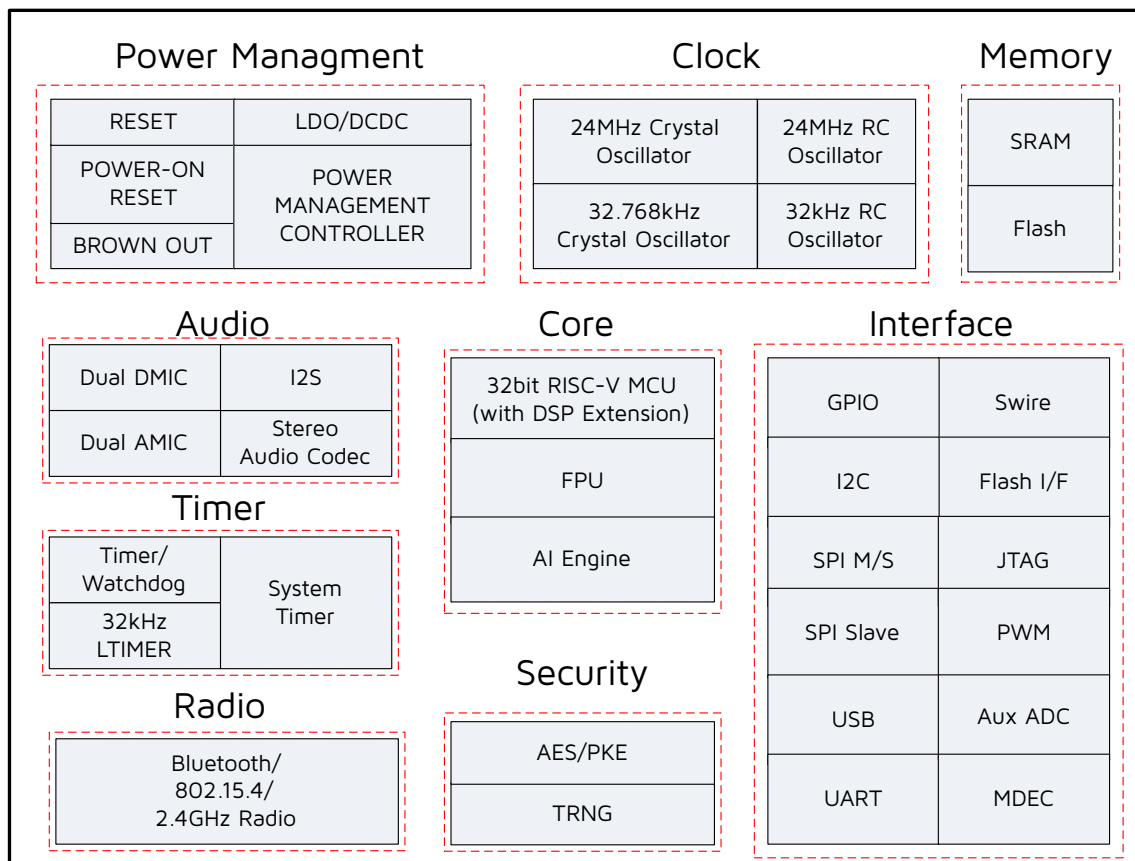 Power Managment
RESET
LDO/DCDC
POWER-ON
RESET
POWER
MANAGEMENT
CONTROLLER
BROWN OUT
Clock
24MHz Crystal
Oscillator
24MHz RC
Oscillator
32.768kHz
Crystal Oscillator
32kHz RC
Oscillator
Memory
SRAM
Flash
Audio
Dual DMIC
I2S
Dual AMIC
Stereo
Audio Codec
Core
32bit RISC-V MCU
(with DSP Extension)
FPU
AI Engine
Interface
GPIO
Swire
I2C
Flash I/F
SPI M/S
JTAG
SPI Slave
PWM
USB
Aux ADC
UART
MDEC
Timer
Timer/
Watchdog
System
Timer
32kHz
LTIMER
Security
AES/PKE
TRNG
Radio
Bluetooth/
802.15.4/
2.4GHz Radio